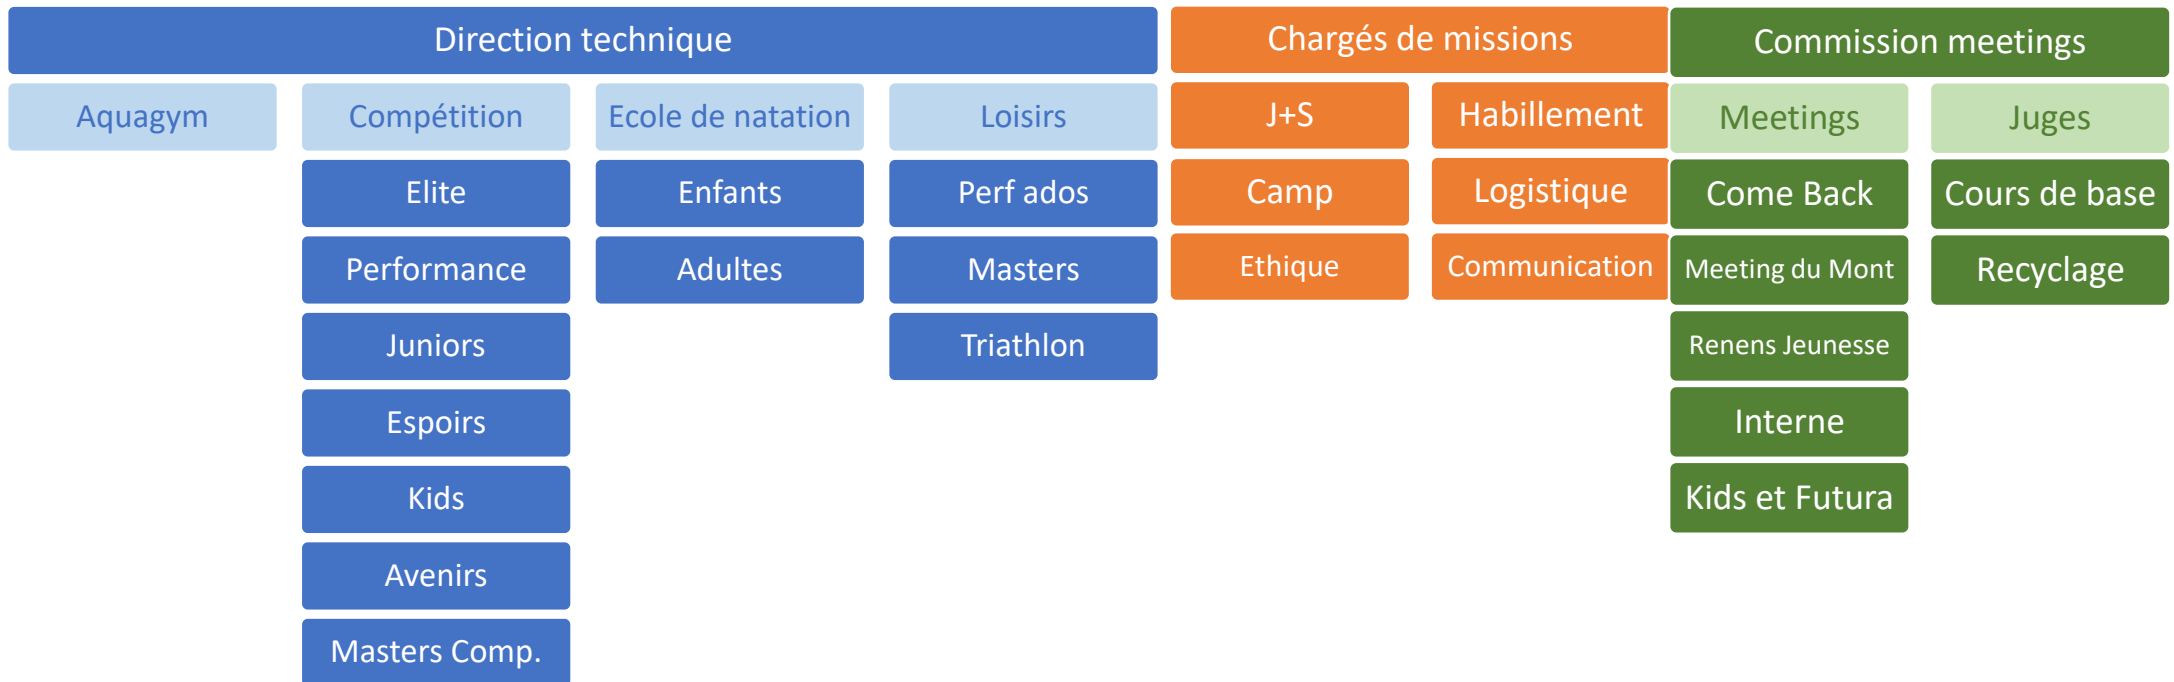 Direction technique
Chargés de missions
Commission meetings
Aquagym
Compétition
Ecole de natation
Loisirs
J+S
Habillement
Meetings
Juges
Elite
Enfants
Perf ados
Camp
Logistique
Come Back
Cours de base
Performance
Adultes
Masters
Ethique
Communication
Meeting du Mont
Recyclage
Juniors
Triathlon
Renens Jeunesse
Espoirs
Interne
Kids
Kids et Futura
Avenirs
Masters Comp.